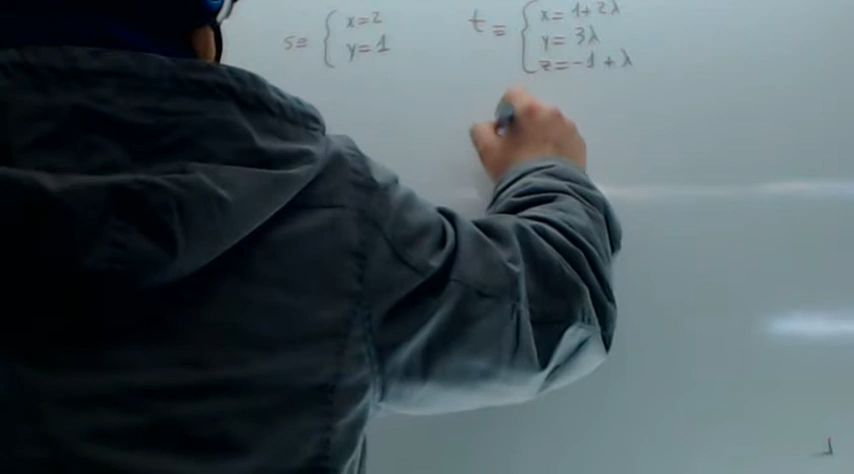 s= { x=2
y=1
t= { x= 1+2λ
y= 3λ
z=-1+λ